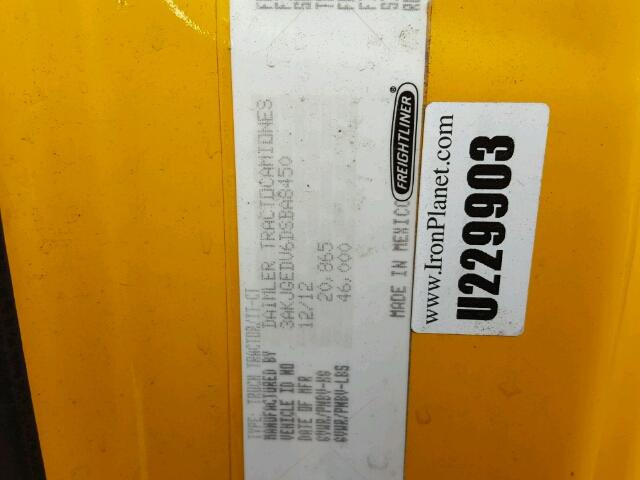 TYPE: TRUCK TRACTOR/TT-CT
MANUFACTURED BY DAIMLER TRACTOCAMIONES
VEHICLE ID NO 3AKJGEDV6DSBA8450
DATE OF MFR 12/12
GVWR/PNBV-KG 20,865
GVWR/PNBV-LBS 46,000
MADE IN MEXICO
FREIGHTLINER
www.IronPlanet.com
U229903